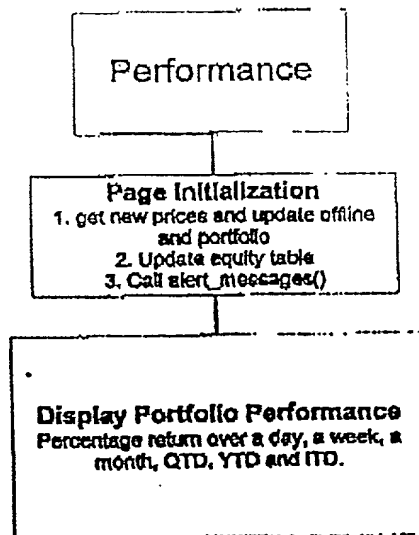 Performance
Page Initialization
1. get new prices and update offline
and portfolio
2. Update equity table
3. Call alert_messages()
Display Portfolio Performance
Percentage return over a day, a week, a
month, QTD, YTD and ITD.